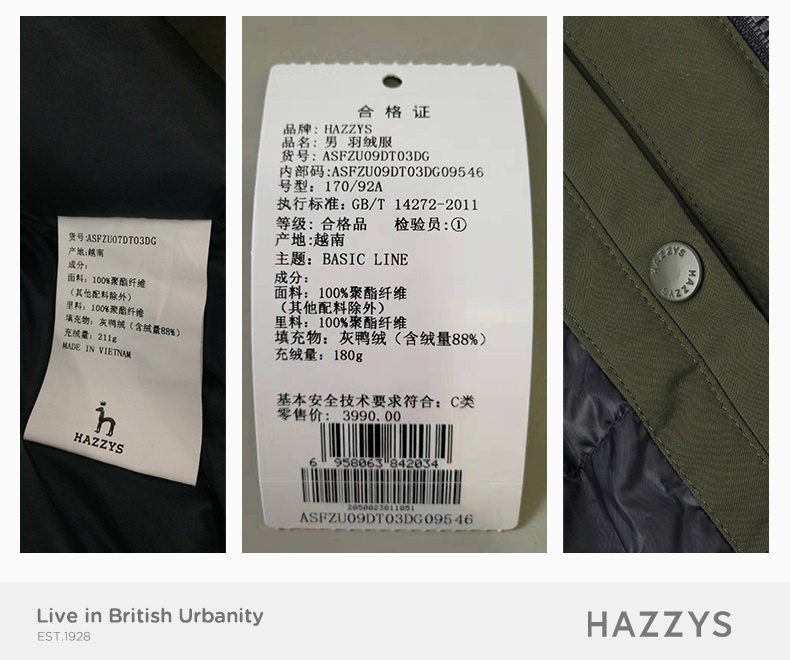 货号:ASFZU07DT03DG
产地:越南
成分:
面料: 100%聚酯纤维
（其他配料除外）
里料: 100%聚酯纤维
填充物: 灰鸭绒（含绒量88%）
充绒量: 211g
MADE IN VIETNAM
HAZZYS
合格证
品牌: HAZZYS
品名: 男 羽绒服
货号: ASFZU09DT03DG
内部码:ASFZU09DT03DG09546
号型: 170/92A
执行标准: GB/T 14272-2011
等级: 合格品 检验员:①
产地:越南
主题: BASIC LINE
成分:
面料: 100%聚酯纤维
（其他配料除外）
里料: 100%聚酯纤维
填充物: 灰鸭绒（含绒量88%）
充绒量: 180g
基本安全技术要求符合: C类
零售价: 3990.00
6 958063 842034
2050023811051
ASFZU09DT03DG09546
HAZZYS
HAZZYS
Live in British Urbanity
EST.1928
HAZZYS